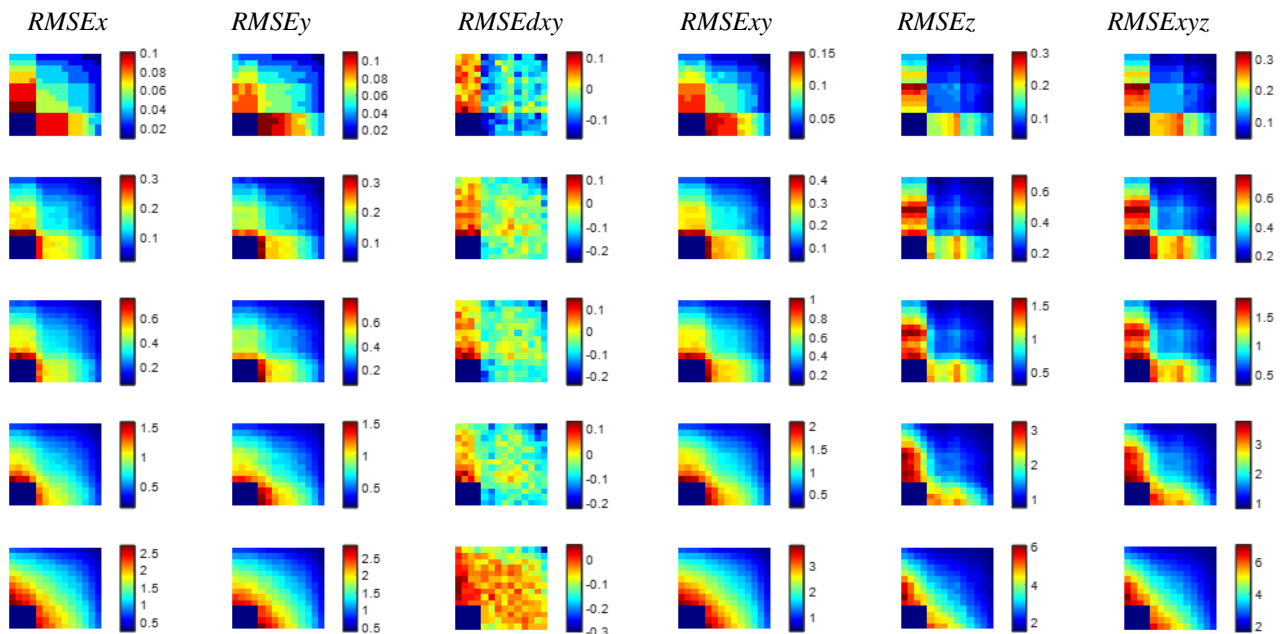 RMSEx RMSEy RMSEdxy RMSExy RMSEz RMSExyz
0.1 0.1 0.1 0.15 0.3 0.3
0.08 0.08 0 0.1 0.2 0.2
0.06 0.06 -0.1 0.05 0.1 0.1
0.04 0.04
0.02 0.02
0.3 0.3 0.1 0.4 0.6 0.6
0.2 0.2 0 0.3 0.4 0.4
0.1 0.1 -0.1 0.2 0.2 0.2
-0.2 0.1
0.6 0.6 0.1 1 1.5 1.5
0.4 0.4 0 0.8 1 1
0.2 0.2 -0.1 0.6 0.5 0.5
-0.2 0.4
0.2
1.5 1.5 0.1 2 3 3
1 1 0 1.5 2 2
0.5 0.5 -0.1 1 1 1
-0.2 0.5
2.5 2.5 0 3 6 6
2 2 -0.1 2 4 4
1.5 1.5 -0.2 1 2 2
1 1 -0.3
0.5 0.5